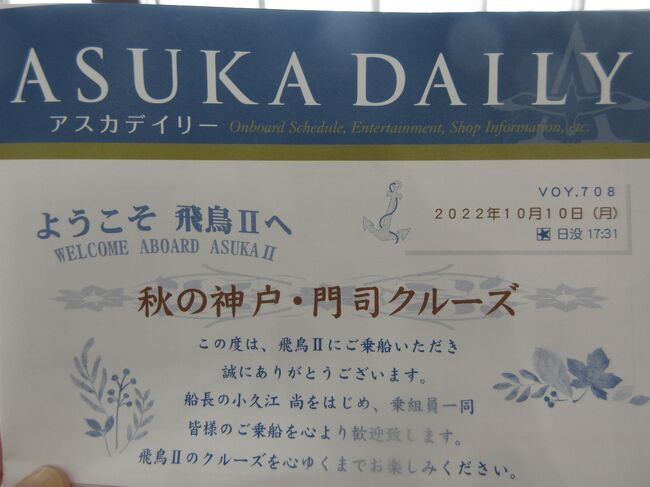 ASUKA DAILY
アスカデイリー Onboard Schedule, Entertainment, Shop Information, etc.
VOY.708
2022年10月10日（月）
日没 17:31
ようこそ 飛鳥Ⅱへ
WELCOME ABOARD ASUKA II
秋の神戸・門司クルーズ
この度は、飛鳥Ⅱにご乗船いただき
誠にありがとうございます。
船長の小久江 尚をはじめ、乗組員一同
皆様のご乗船を心より歓迎致します。
飛鳥Ⅱのクルーズを心ゆくまでお楽しみください。